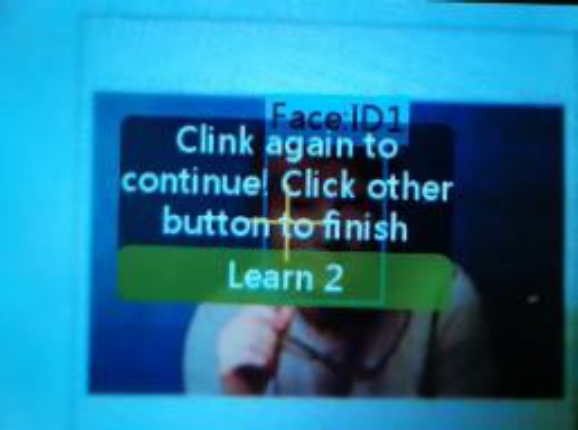 Face:ID1
Clink again to
continue! Click other
button to finish
Learn 2